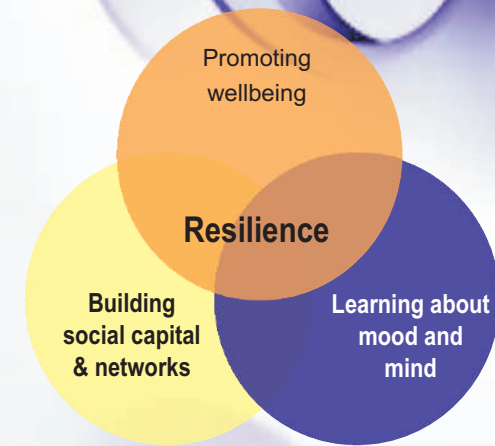 Promoting
wellbeing
Resilience
Building
social capital
& networks
Learning about
mood and
mind